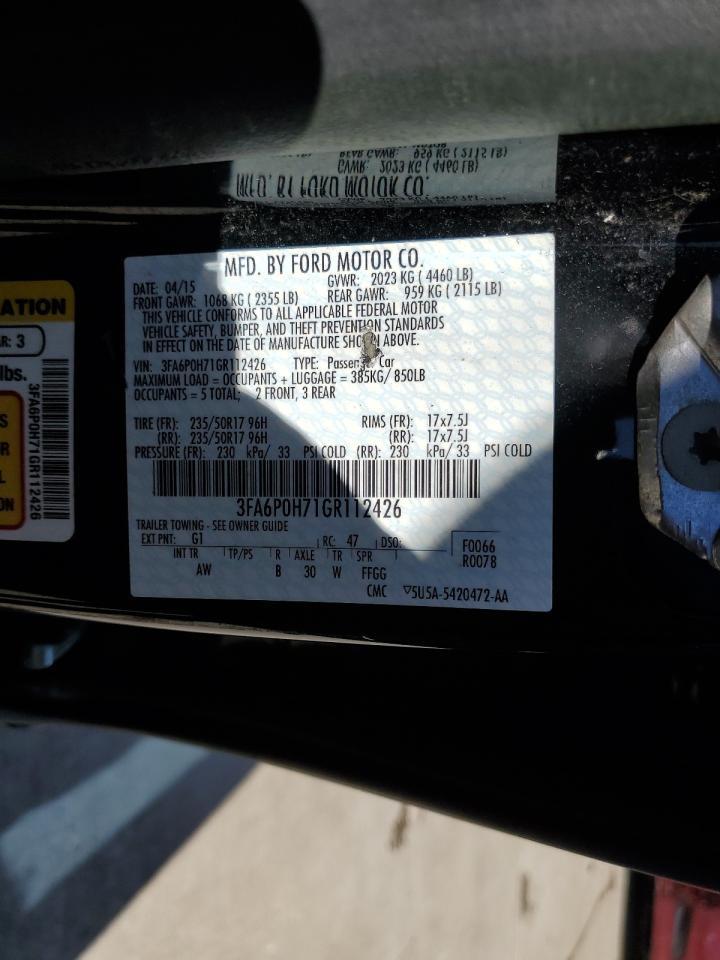 MFD. BY FORD MOTOR CO.
DATE: 04/15 GVWR: 2023 KG ( 4460 LB)
FRONT GAWR: 1068 KG ( 2355 LB) REAR GAWR: 959 KG ( 2115 LB)
THIS VEHICLE CONFORMS TO ALL APPLICABLE FEDERAL MOTOR
VEHICLE SAFETY, BUMPER, AND THEFT PREVENTION STANDARDS
IN EFFECT ON THE DATE OF MANUFACTURE SHOWN ABOVE.
VIN: 3FA6P0H71GR112426 TYPE: Passenger Car
MAXIMUM LOAD = OCCUPANTS + LUGGAGE = 385KG/ 850LB
OCCUPANTS = 5 TOTAL; 2 FRONT, 3 REAR
TIRE (FR): 235/50R17 96H RIMS (FR): 17x7.5J
(RR): 235/50R17 96H (RR): 17x7.5J
PRESSURE (FR): 230 kPa/ 33 PSI COLD (RR): 230 kPa/ 33 PSI COLD
3FA6P0H71GR112426
TRAILER TOWING - SEE OWNER GUIDE
EXT PNT: G1 RC: 47 DSO: F0066
R0078
INT TR TP/PS R AXLE TR SPR
AW B 30 W FFGG
CMC ▽5U5A-5420472-AA
ATION
AR: 3
lbs.
3FA6P0H71GR112426
S
R
L
ON